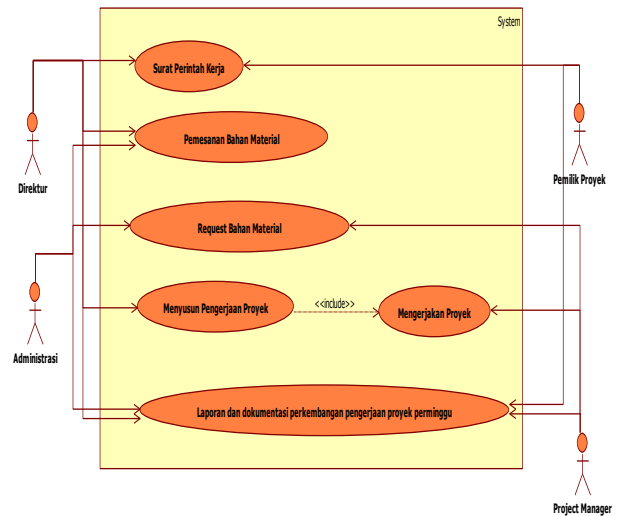 System
Surat Perintah Kerja
Pemesanan Bahan Material
Direktur
Pemilik Proyek
Request Bahan Material
Menyusun Pengerjaan Proyek
<<include>>
Mengerjakan Proyek
Administrasi
Laporan dan dokumentasi perkembangan pengerjaan proyek perminggu
Project Manager